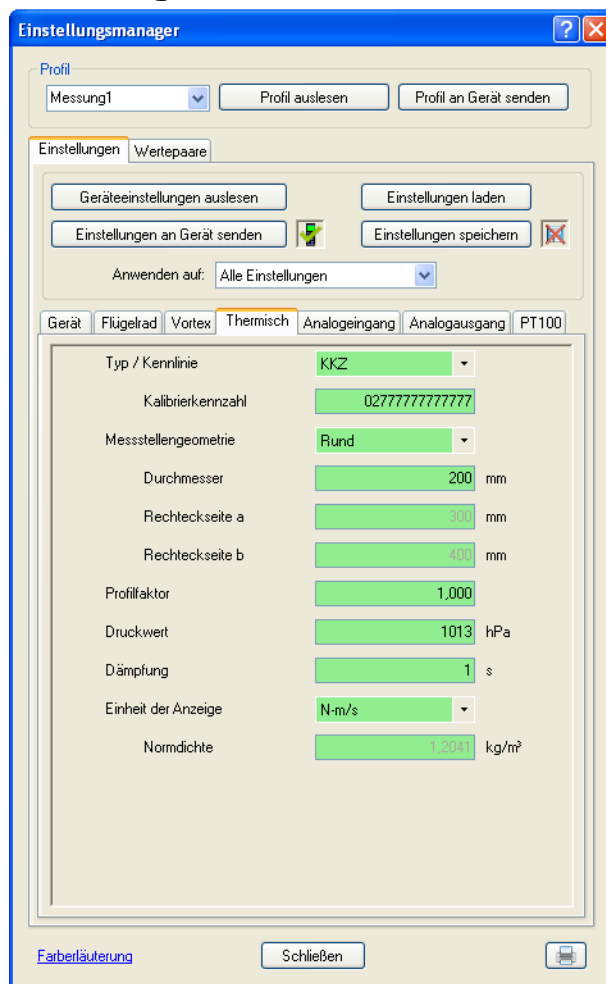 Einstellungsmanager
Profil
Messung1 Profil auslesen Profil an Gerät senden
Einstellungen Wertepaare
Geräteeinstellungen auslesen Einstellungen laden
Einstellungen an Gerät senden Einstellungen speichern
Anwenden auf: Alle Einstellungen
Gerät Flügelrad Vortex Thermisch Analogeingang Analogausgang PT100
Typ / Kennlinie KKZ
Kalibrierkennzahl 02777777777777
Messstellengeometrie Rund
Durchmesser 200 mm
Rechteckseite a 300 mm
Rechteckseite b 400 mm
Profilfaktor 1,000
Druckwert 1013 hPa
Dämpfung 1 s
Einheit der Anzeige N-m/s
Normdichte 1,2041 kg/m³
Farberläuterung Schließen